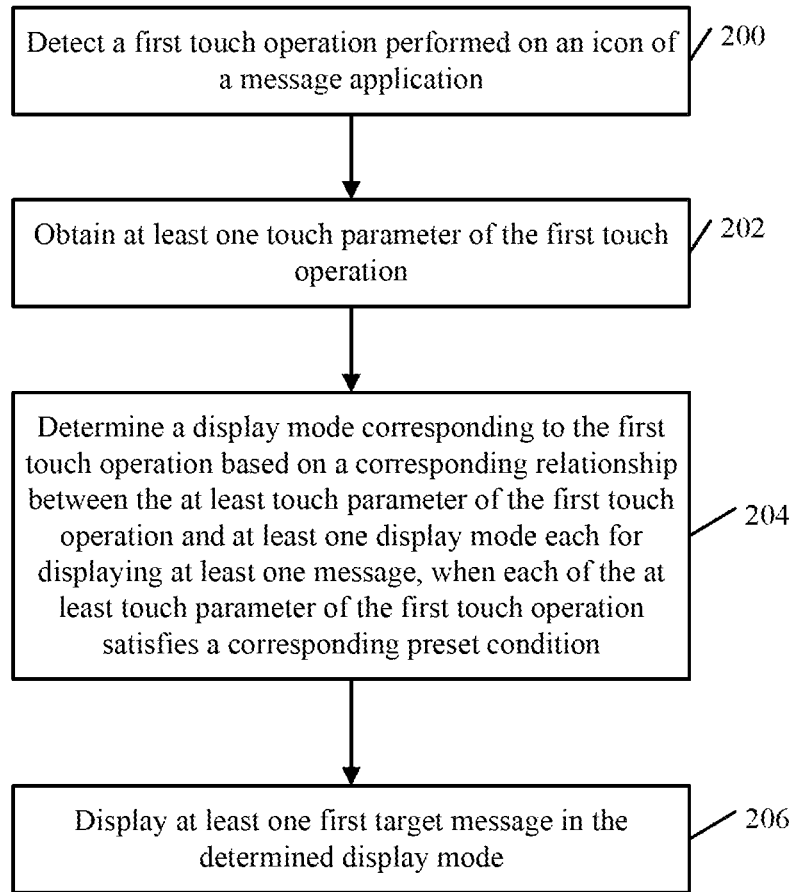 Detect a first touch operation performed on an icon of
a message application
200
Obtain at least one touch parameter of the first touch
operation
202
Determine a display mode corresponding to the first
touch operation based on a corresponding relationship
between the at least touch parameter of the first touch
operation and at least one display mode each for
displaying at least one message, when each of the at
least touch parameter of the first touch operation
satisfies a corresponding preset condition
204
Display at least one first target message in the
determined display mode
206